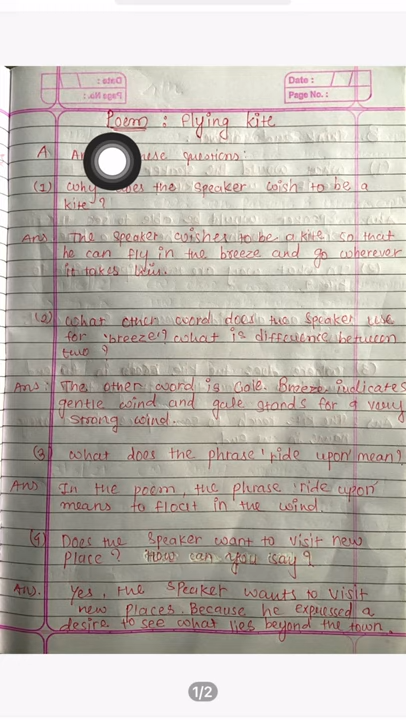 Date :
Page No. :
Date :
Page No. :
Poem : Flying kite
A these questions:
(1) Why does the speaker wish to be a
kite ?
Ans The speaker wishes to be a kite so that
he can fly in the breeze and go wherever
it takes him.
(2) what other word does the speaker use
for 'breeze'? what is difference between
two ?
Ans : The other word is Gale. Breeze indicates
gentle wind and gale stands for a very
strong wind.
(3) what does the phrase 'ride upon' mean?
Ans In the poem, the phrase 'ride upon'
means to float in the wind.
(4) Does the speaker want to visit new
place ? How can you say ?
Ans. Yes, the speaker wants to visit
new places. Because he expressed a
desire to see what lies beyond the town.
1/2